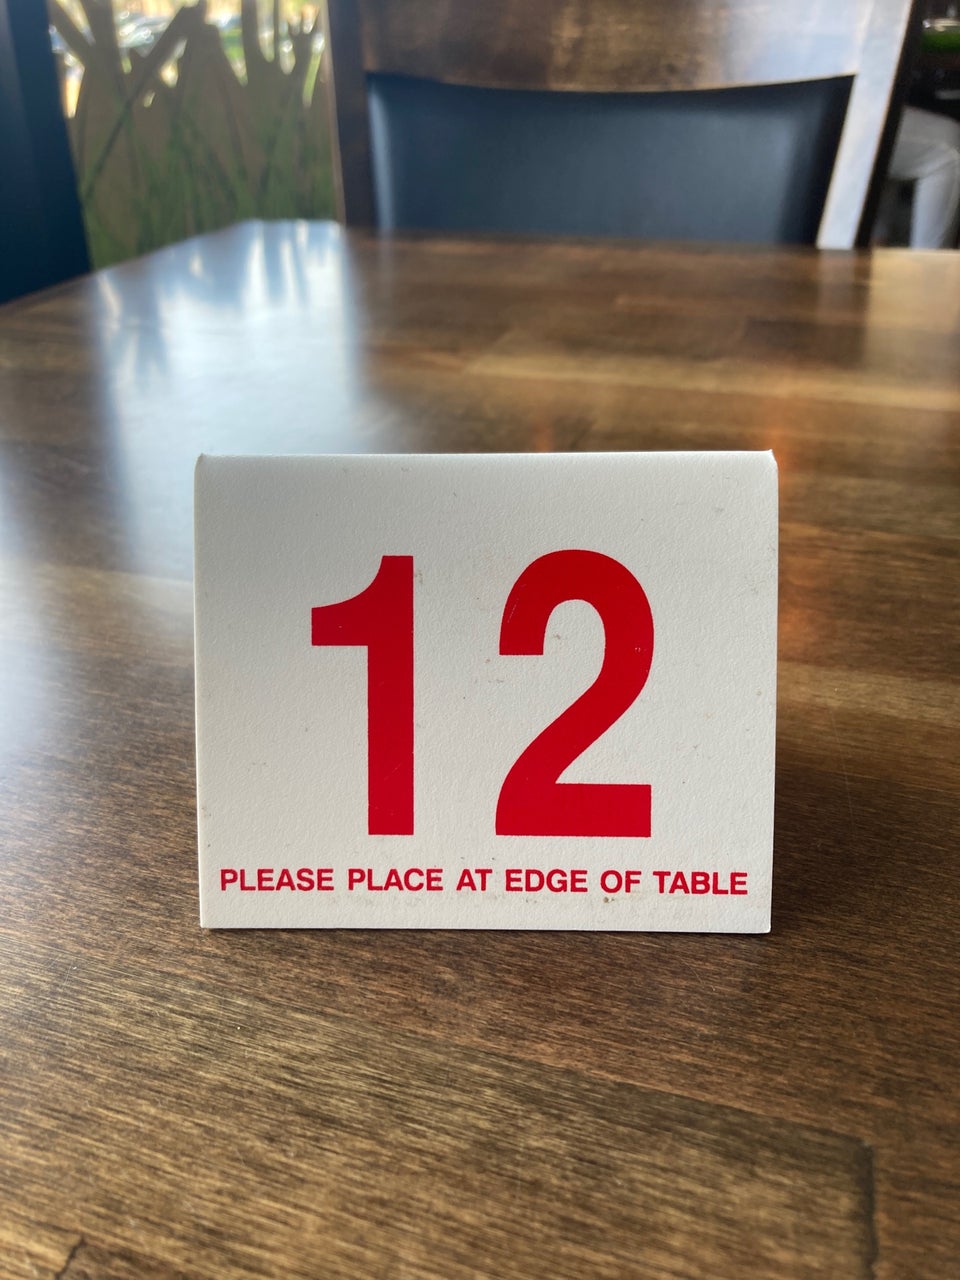 12
PLEASE PLACE AT EDGE OF TABLE